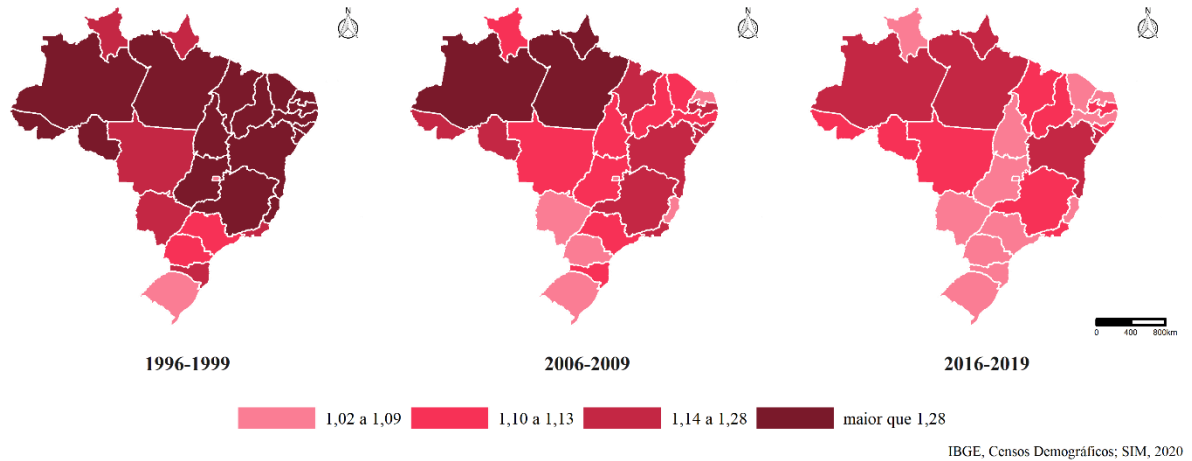 N
N
N
0 400 800km
1996-1999
2006-2009
2016-2019
1,02 a 1,09
1,10 a 1,13
1,14 a 1,28
maior que 1,28
IBGE, Censos Demográficos; SIM, 2020